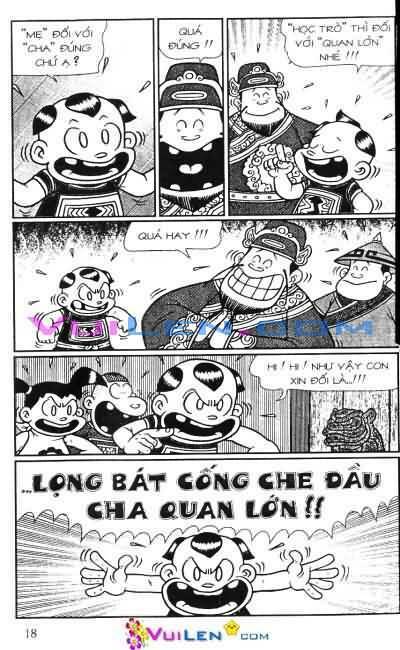 "MẸ" ĐỐI VỚI
"CHA" ĐÚNG
CHỨ Ạ?
QUÁ
ĐÚNG!!
"HỌC TRÒ" THÌ ĐỐI
VỚI "QUAN LỚN"
NHÉ!!!
QUÁ HAY!!!
VUILEN.COM
HI! HI! NHƯ VẬY CON
XIN ĐỐI LÀ...!!!
...LỌNG BÁT CỐNG CHE ĐẦU
CHA QUAN LỚN!!
18
VUILEN.COM